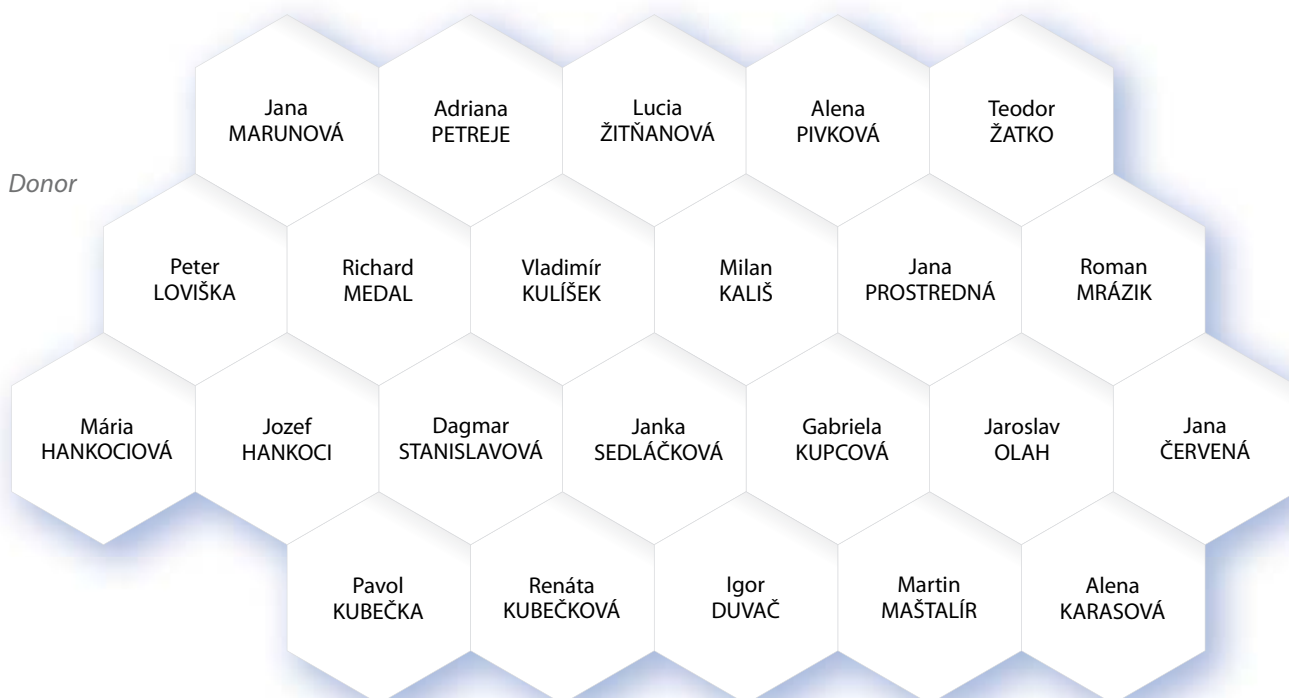 Jana
MARUNOVÁ
Adriana
PETREJE
Lucia
ŽITŇANOVÁ
Alena
PIVKOVÁ
Teodor
ŽATKO
Donor
Peter
LOVIŠKA
Richard
MEDAL
Vladimír
KULÍŠEK
Milan
KALIŠ
Jana
PROSTREDNÁ
Roman
MRÁZIK
Mária
HANKOCIOVÁ
Jozef
HANKOCI
Dagmar
STANISLAVOVÁ
Janka
SEDLÁČKOVÁ
Gabriela
KUPCOVÁ
Jaroslav
OLAH
Jana
ČERVENÁ
Pavol
KUBEČKA
Renáta
KUBEČKOVÁ
Igor
DUVAČ
Martin
MAŠTALÍR
Alena
KARASOVÁ